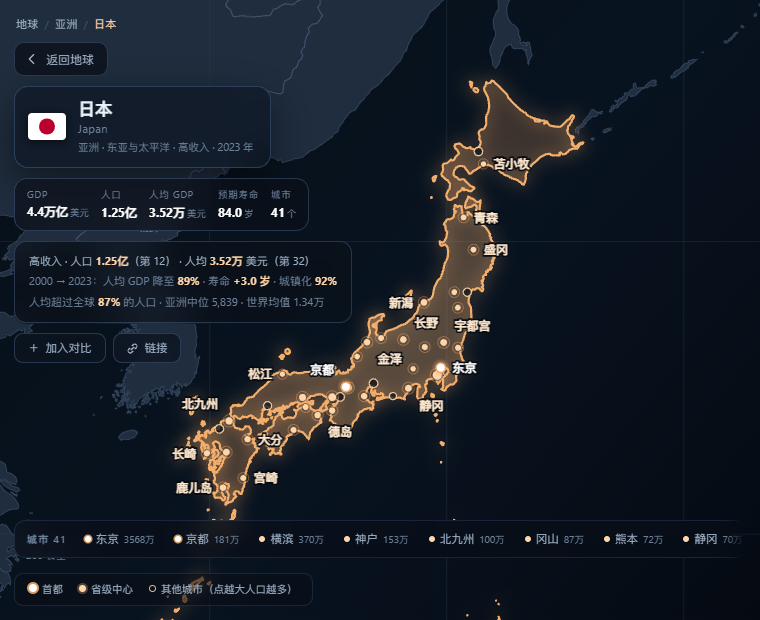 地球 / 亚洲 / 日本
返回地球
日本
Japan
亚洲 · 东亚与太平洋 · 高收入 · 2023 年
GDP 人口 人均 GDP 预期寿命 城市
4.4万亿 美元 1.25亿 3.52万 美元 84.0 岁 41 个
高收入 · 人口 1.25亿（第 12） · 人均 3.52万 美元（第 32）
2000 → 2023：人均 GDP 降至 89% · 寿命 +3.0 岁 · 城镇化 92%
人均超过全球 87% 的人口 · 亚洲中位 5,839 · 世界均值 1.34万
+ 加入对比 链接
苫小牧
青森
盛冈
新潟
长野
宇都宫
金泽
松江
京都
东京
北九州
静冈
德岛
大分
长崎
宫崎
鹿儿岛
城市 41 东京 3568万 京都 181万 横滨 370万 神户 153万 北九州 100万 冈山 87万 熊本 72万 静冈 70万
首都 省级中心 其他城市（点越大人口越多）